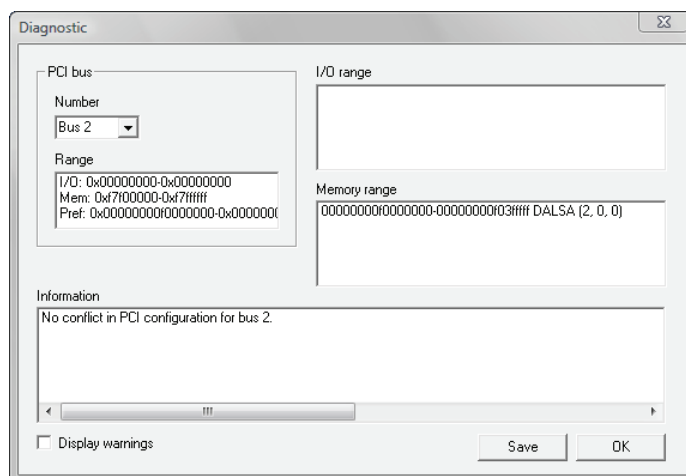 Diagnostic
PCI bus
Number
Bus 2
Range
I/O: 0x00000000-0x00000000
Mem: 0xf7f00000-0xf7ffffff
Pref: 0x00000000f0000000-0x0000000
I/O range
Memory range
00000000f0000000-00000000f03fffff DALSA (2, 0, 0)
Information
No conflict in PCI configuration for bus 2.
Display warnings
Save
OK